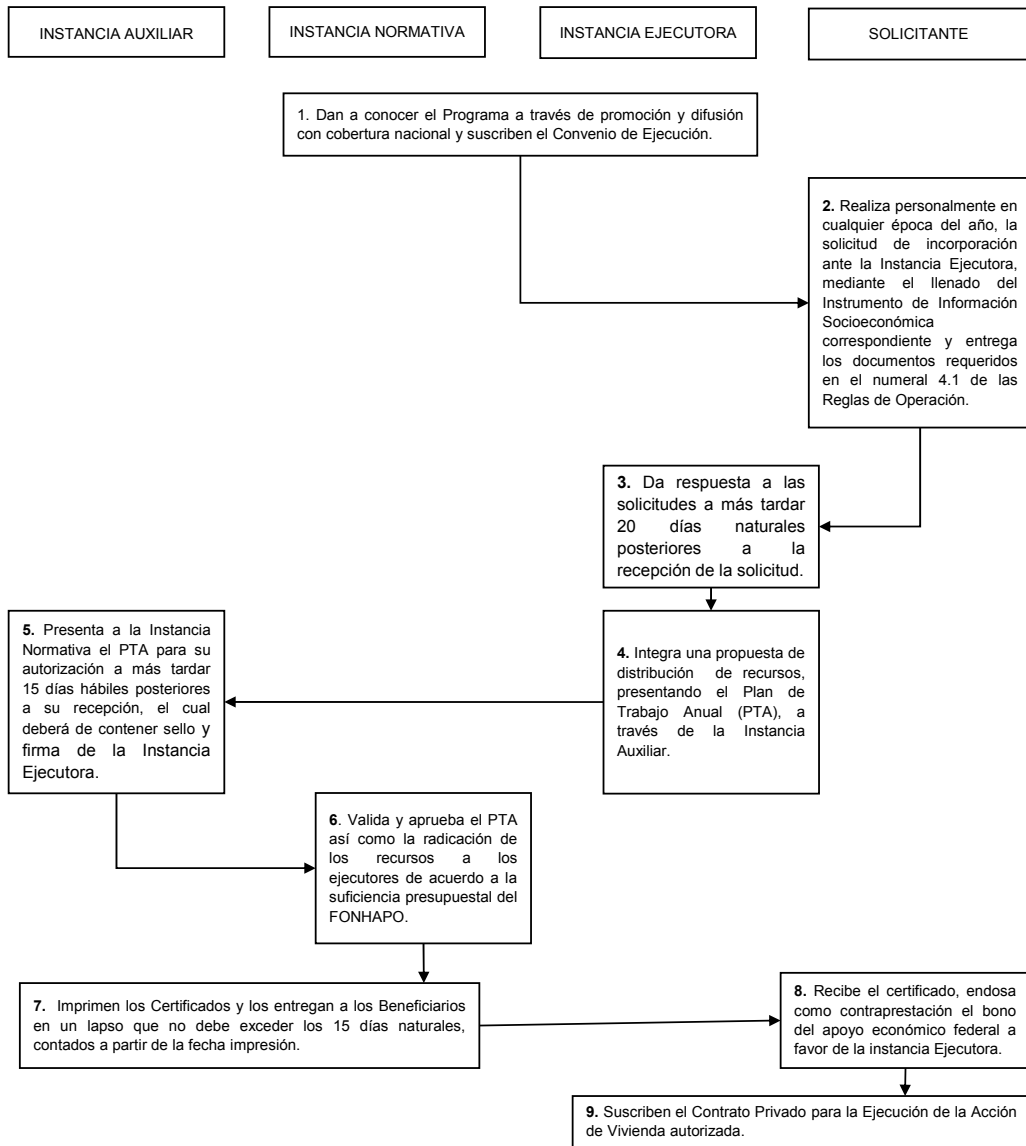 INSTANCIA AUXILIAR
INSTANCIA NORMATIVA
INSTANCIA EJECUTORA
SOLICITANTE
1. Dan a conocer el Programa a través de promoción y difusión
con cobertura nacional y suscriben el Convenio de Ejecución.
2. Realiza personalmente en
cualquier época del año, la
solicitud de incorporación
ante la Instancia Ejecutora,
mediante el llenado del
Instrumento de Información
Socioeconómica
correspondiente y entrega
los documentos requeridos
en el numeral 4.1 de las
Reglas de Operación.
3. Da respuesta a las
solicitudes a más tardar
20 días naturales
posteriores a la
recepción de la solicitud.
4. Integra una propuesta de
distribución de recursos,
presentando el Plan de
Trabajo Anual (PTA), a
través de la Instancia
Auxiliar.
5. Presenta a la Instancia
Normativa el PTA para su
autorización a más tardar
15 días hábiles posteriores
a su recepción, el cual
deberá de contener sello y
firma de la Instancia
Ejecutora.
6. Valida y aprueba el PTA
así como la radicación de
los recursos a los
ejecutores de acuerdo a la
suficiencia presupuestal del
FONHAPO.
7. Imprimen los Certificados y los entregan a los Beneficiarios
en un lapso que no debe exceder los 15 días naturales,
contados a partir de la fecha impresión.
8. Recibe el certificado, endosa
como contraprestación el bono
del apoyo económico federal a
favor de la instancia Ejecutora.
9. Suscriben el Contrato Privado para la Ejecución de la Acción
de Vivienda autorizada.